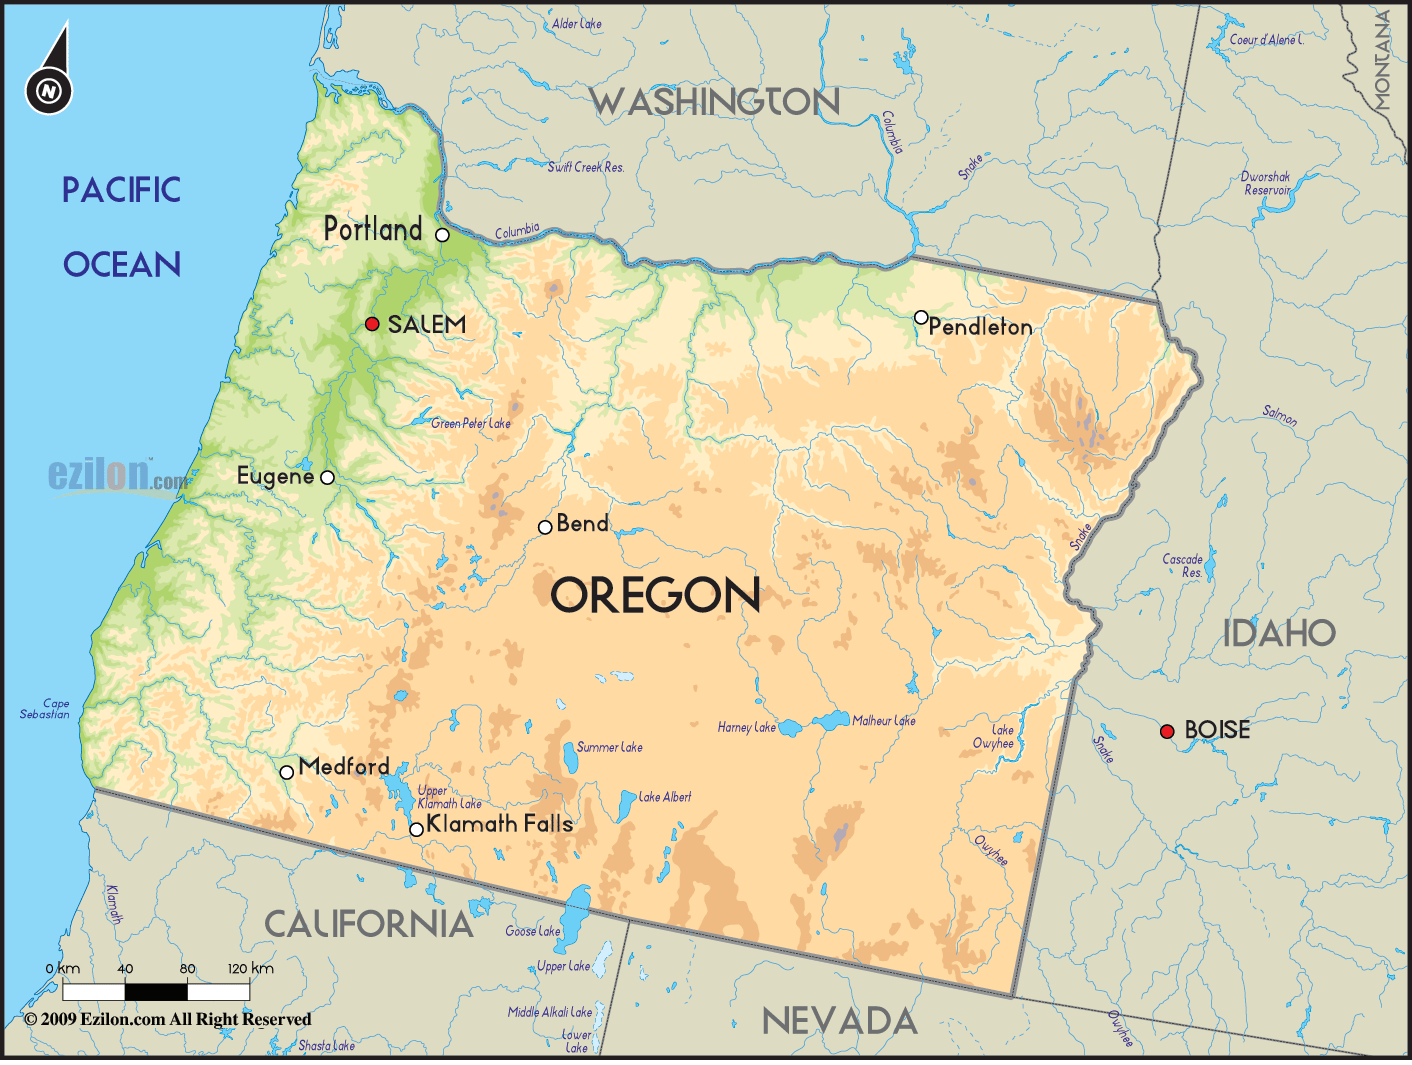 Alder Lake
Coeur d'Alene L.
MONTANA
WASHINGTON
Columbia
Snake
Swift Creek Res.
Dworshak
Reservoir
N
PACIFIC
OCEAN
Portland
Columbia
SALEM
Pendleton
Salmon
Green Peter Lake
ezilon.com
Eugene
Bend
Snake
Cascade
Res.
OREGON
IDAHO
Cape
Sebastian
Harney Lake
Malheur Lake
Lake
Owyhee
Snake
BOISE
Summer Lake
Medford
Upper
Klamath Lake
Lake Albert
Klamath Falls
Owyhee
Klamath
CALIFORNIA
Goose Lake
Upper Lake
0 km 40 80 120 km
Middle Alkali Lake
NEVADA
Owyhee
© 2009 Ezilon.com All Right Reserved
Lower
Lake
Shasta Lake